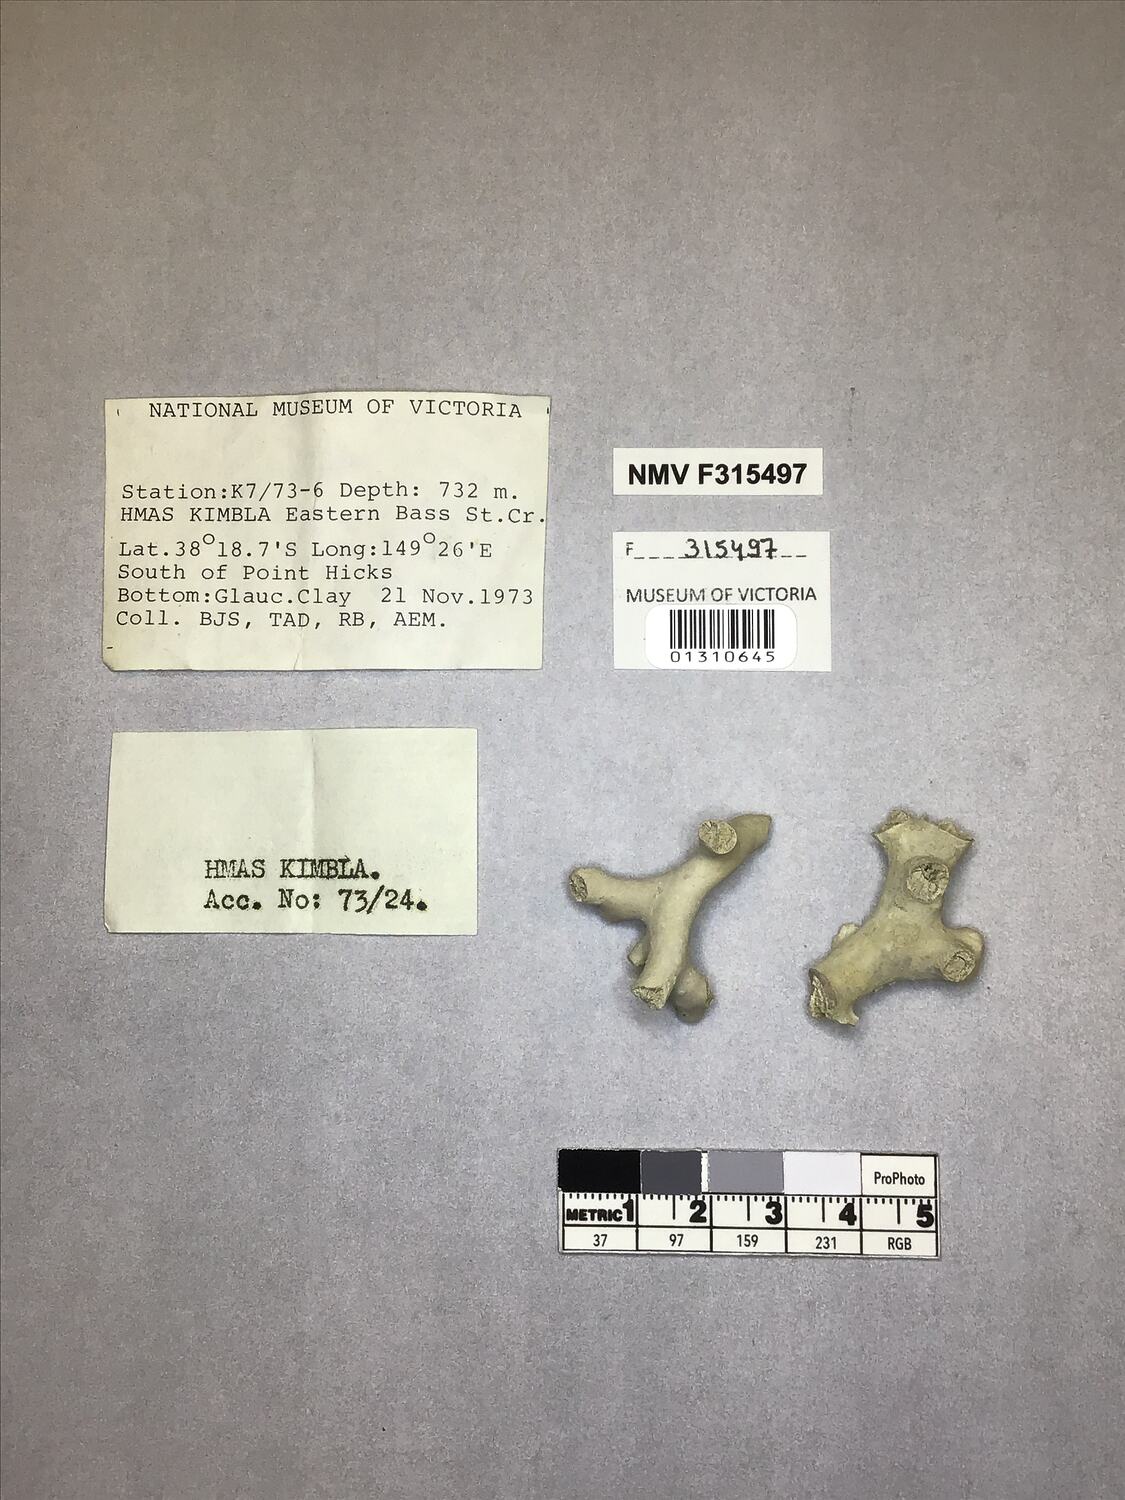 NATIONAL MUSEUM OF VICTORIA
Station:K7/73-6 Depth: 732 m.
HMAS KIMBLA Eastern Bass St.Cr.
Lat.38°18.7'S Long:149°26'E
South of Point Hicks
Bottom:Glauc.Clay 21 Nov.1973
Coll. BJS, TAD, RB, AEM.
NMV F315497
F____315497__
MUSEUM OF VICTORIA
01310645
HMAS KIMBLA.
Acc. No: 73/24.
ProPhoto
METRIC 1 2 3 4 5
37 97 159 231 RGB